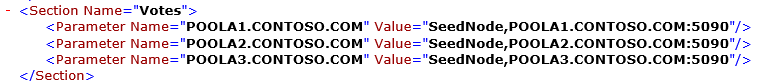 - <Section Name="Votes">
<Parameter Name="POOLA1.CONTOSO.COM" Value="SeedNode,POOLA1.CONTOSO.COM:5090"/>
<Parameter Name="POOLA2.CONTOSO.COM" Value="SeedNode,POOLA2.CONTOSO.COM:5090"/>
<Parameter Name="POOLA3.CONTOSO.COM" Value="SeedNode,POOLA3.CONTOSO.COM:5090"/>
</Section>